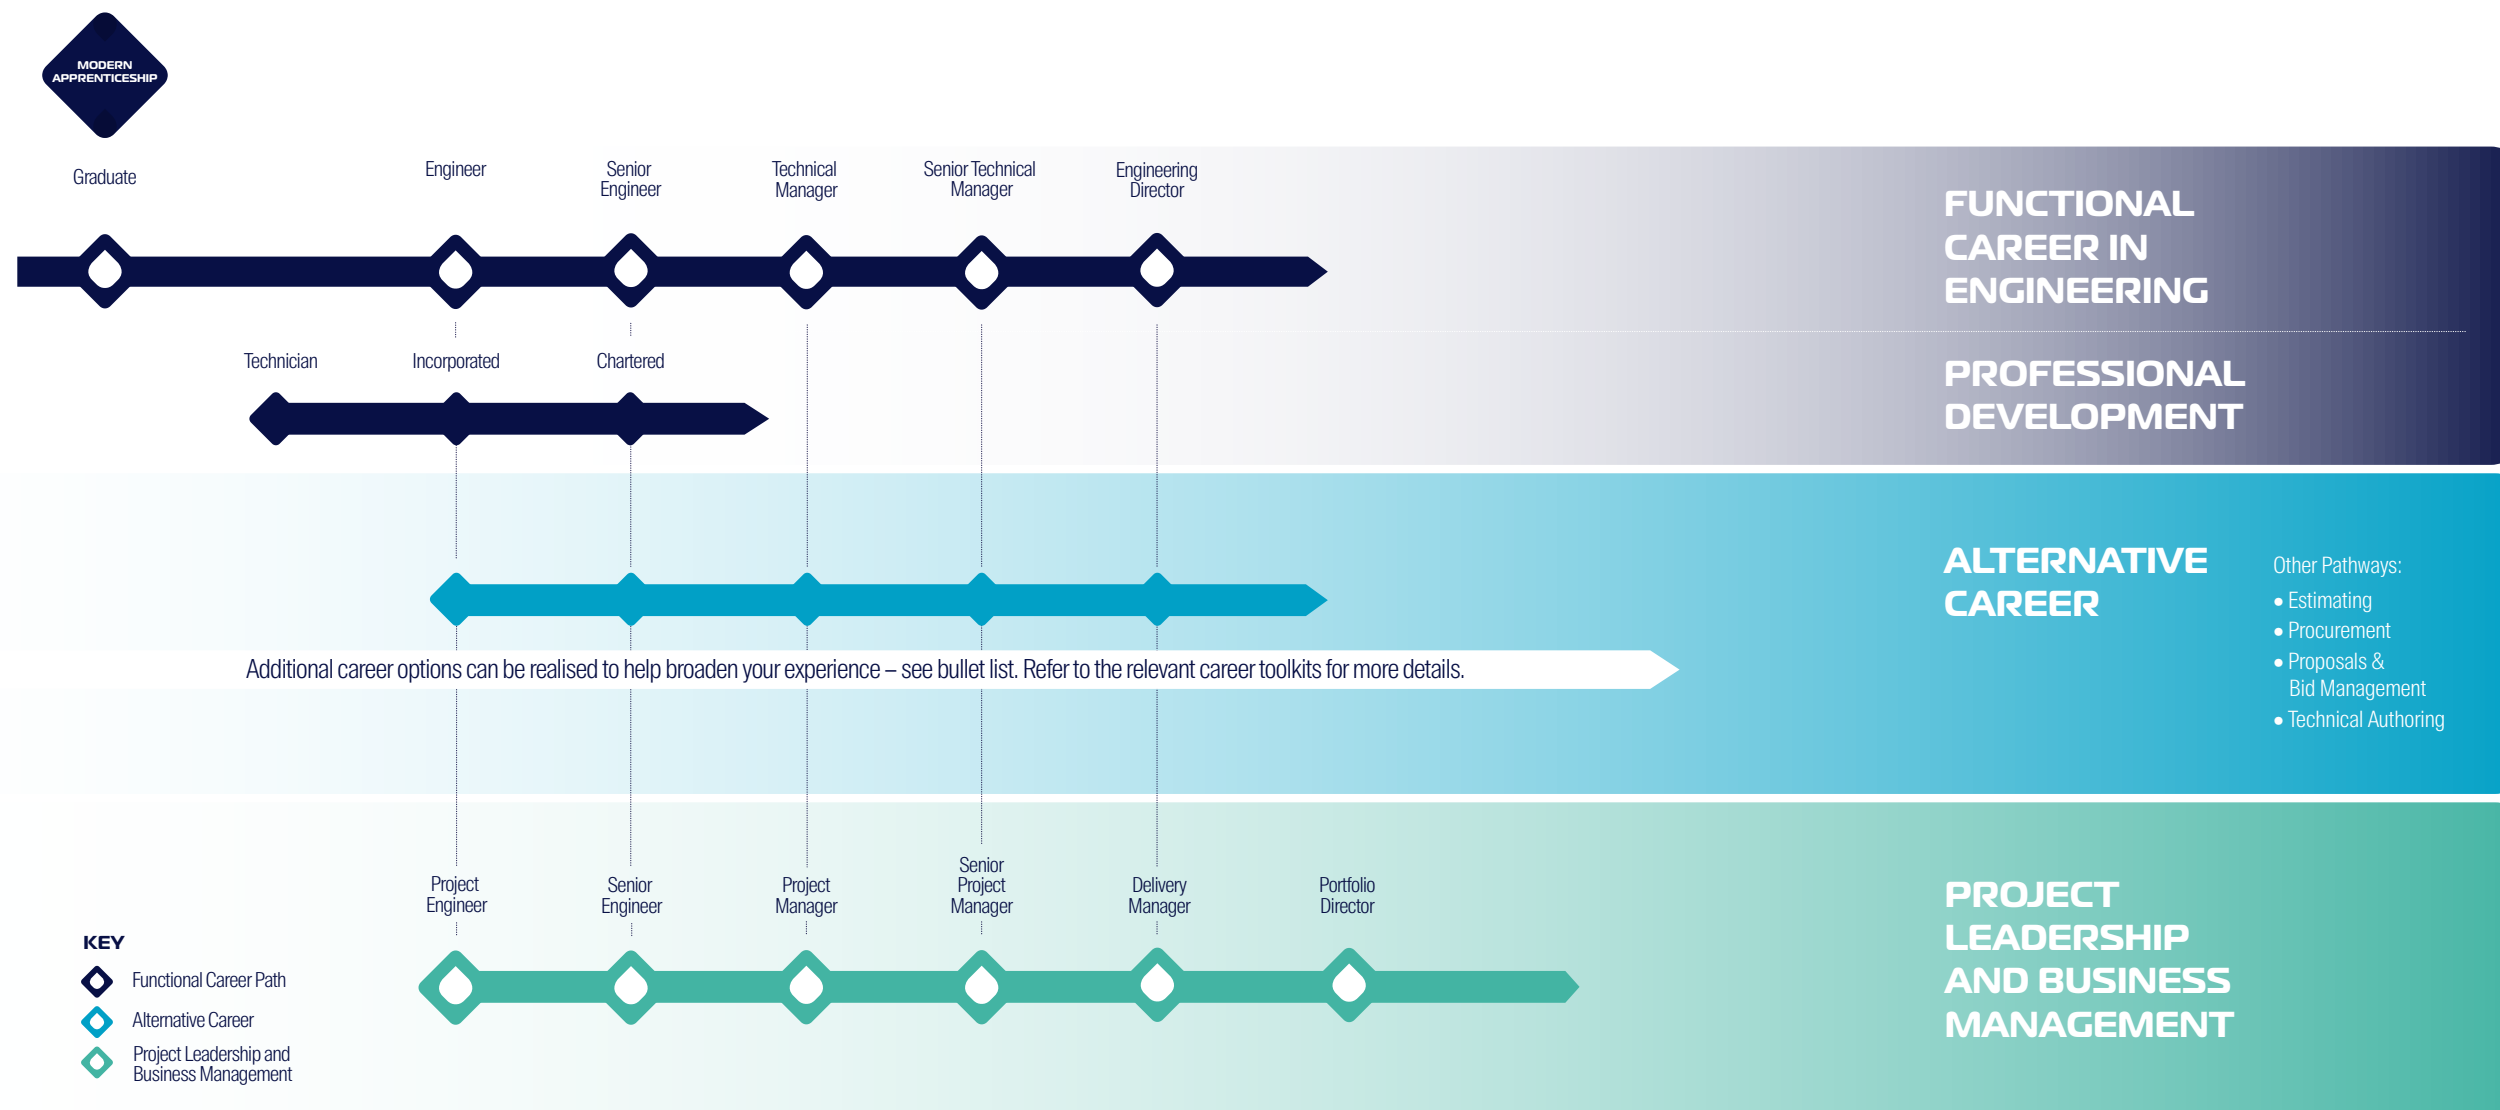 MODERN
APPRENTICESHIP
Graduate
Engineer
Senior
Engineer
Technical
Manager
Senior Technical
Manager
Engineering
Director
FUNCTIONAL
CAREER IN
ENGINEERING
Technician
Incorporated
Chartered
PROFESSIONAL
DEVELOPMENT
ALTERNATIVE
CAREER
Other Pathways:
• Estimating
• Procurement
• Proposals &
Bid Management
• Technical Authoring
Additional career options can be realised to help broaden your experience – see bullet list. Refer to the relevant career toolkits for more details.
Project
Engineer
Senior
Engineer
Project
Manager
Senior
Project
Manager
Delivery
Manager
Portfolio
Director
PROJECT
LEADERSHIP
AND BUSINESS
MANAGEMENT
KEY
Functional Career Path
Alternative Career
Project Leadership and
Business Management